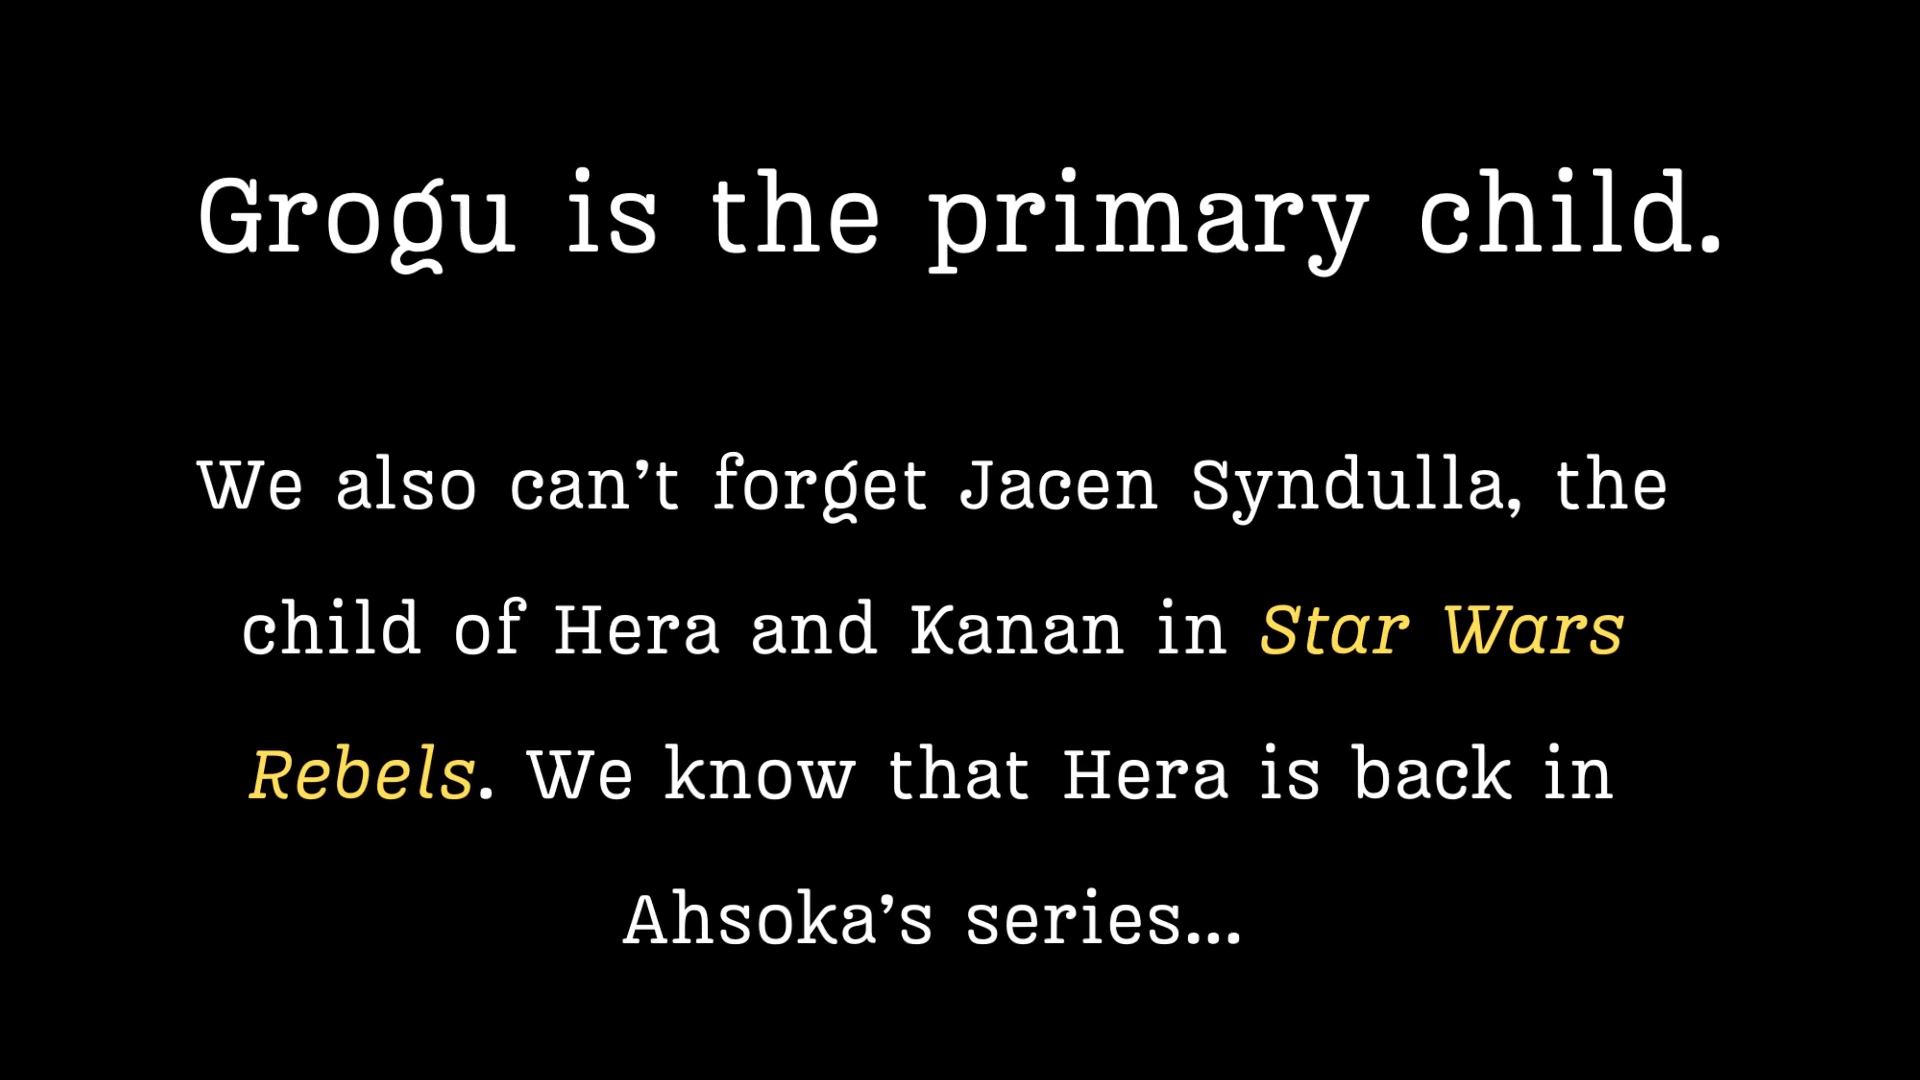 Grogu is the primary child.
We also can’t forget Jacen Syndulla, the
child of Hera and Kanan in Star Wars
Rebels. We know that Hera is back in
Ahsoka’s series...